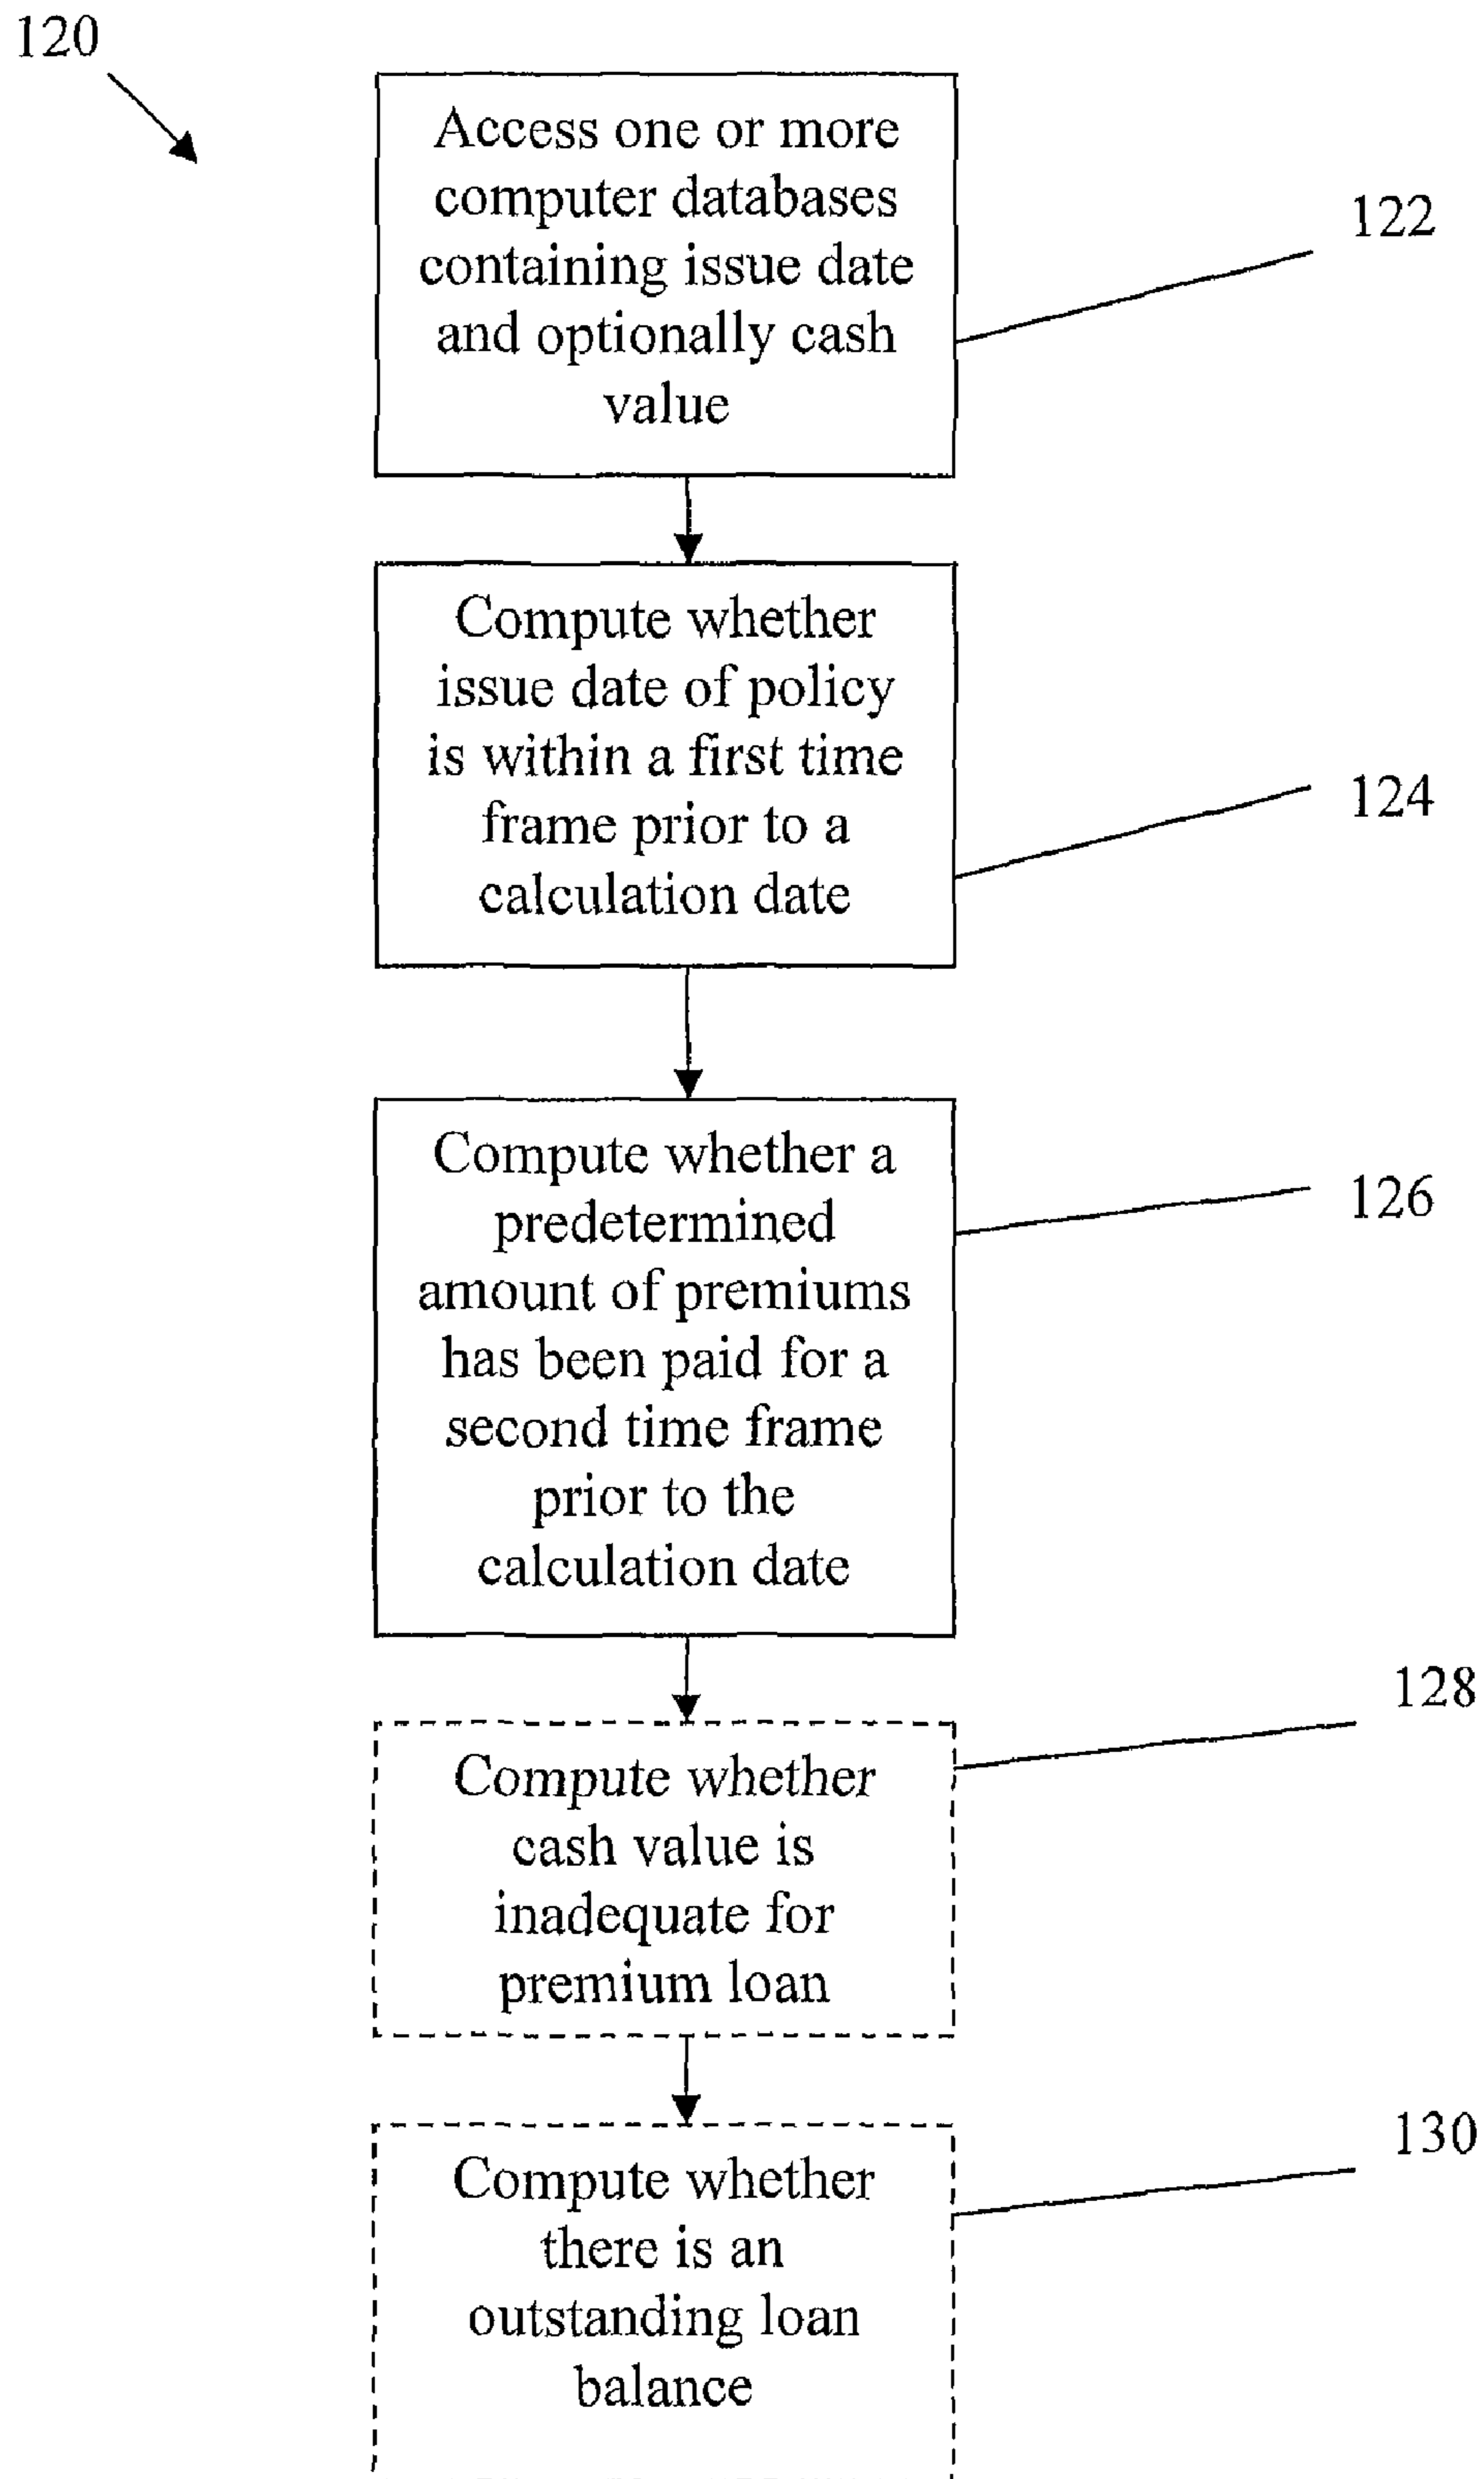 120
Access one or more
computer databases
containing issue date
and optionally cash
value
122
Compute whether
issue date of policy
is within a first time
frame prior to a
calculation date
124
Compute whether a
predetermined
amount of premiums
has been paid for a
second time frame
prior to the
calculation date
126
Compute whether
cash value is
inadequate for
premium loan
128
Compute whether
there is an
outstanding loan
balance
130